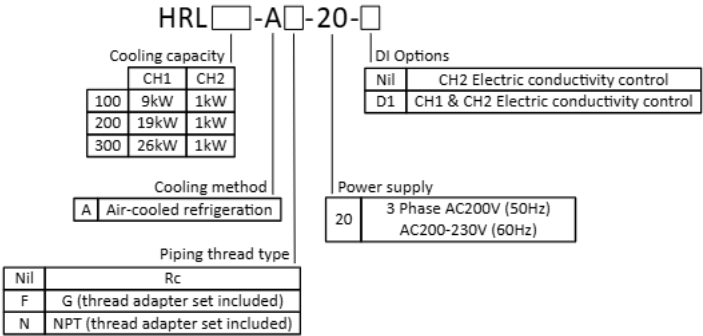 HRL□-A□-20-□
Cooling capacity
CH1 CH2
100 9kW 1kW
200 19kW 1kW
300 26kW 1kW
DI Options
Nil CH2 Electric conductivity control
D1 CH1 & CH2 Electric conductivity control
Cooling method
A Air-cooled refrigeration
Power supply
20 3 Phase AC200V (50Hz)
AC200-230V (60Hz)
Piping thread type
Nil Rc
F G (thread adapter set included)
N NPT (thread adapter set included)